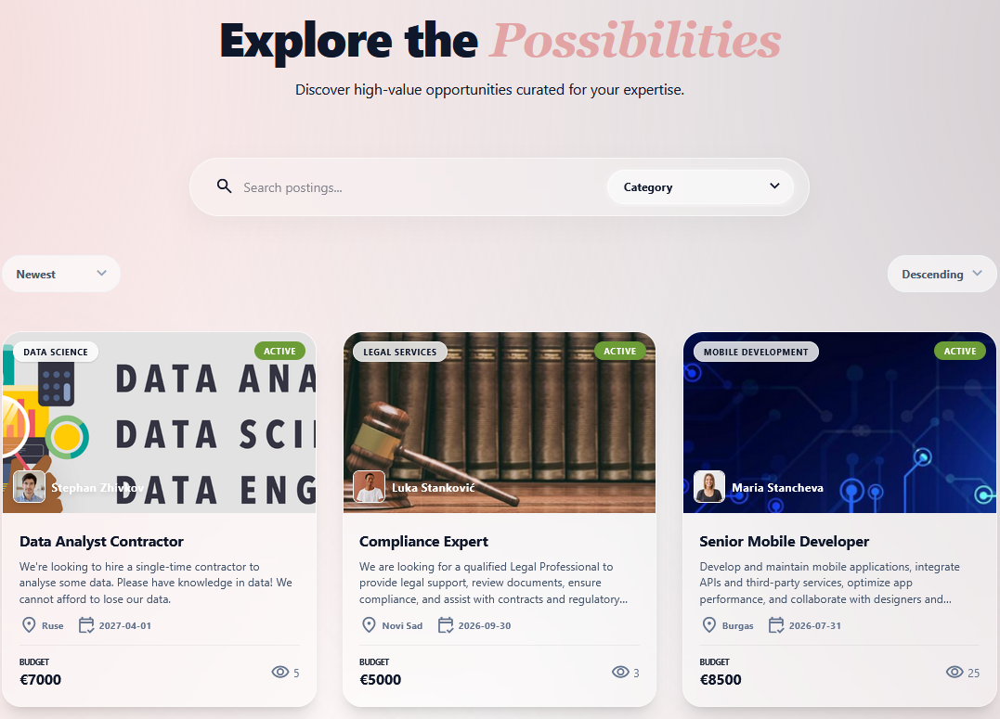 Explore the Possibilities
Discover high-value opportunities curated for your expertise.
Search postings...
Category
Newest
Descending
DATA SCIENCE
ACTIVE
DATA ANA
DATA SCI
DATA ENG
Stephan Zhivkov
Data Analyst Contractor
We're looking to hire a single-time contractor to
analyse some data. Please have knowledge in data! We
cannot afford to lose our data.
Ruse
2027-04-01
BUDGET
€7000
5
LEGAL SERVICES
ACTIVE
Luka Stanković
Compliance Expert
We are looking for a qualified Legal Professional to
provide legal support, review documents, ensure
compliance, and assist with contracts and regulatory...
Novi Sad
2026-09-30
BUDGET
€5000
3
MOBILE DEVELOPMENT
ACTIVE
Maria Stancheva
Senior Mobile Developer
Develop and maintain mobile applications, integrate
APIs and third-party services, optimize app
performance, and collaborate with designers and...
Burgas
2026-07-31
BUDGET
€8500
25